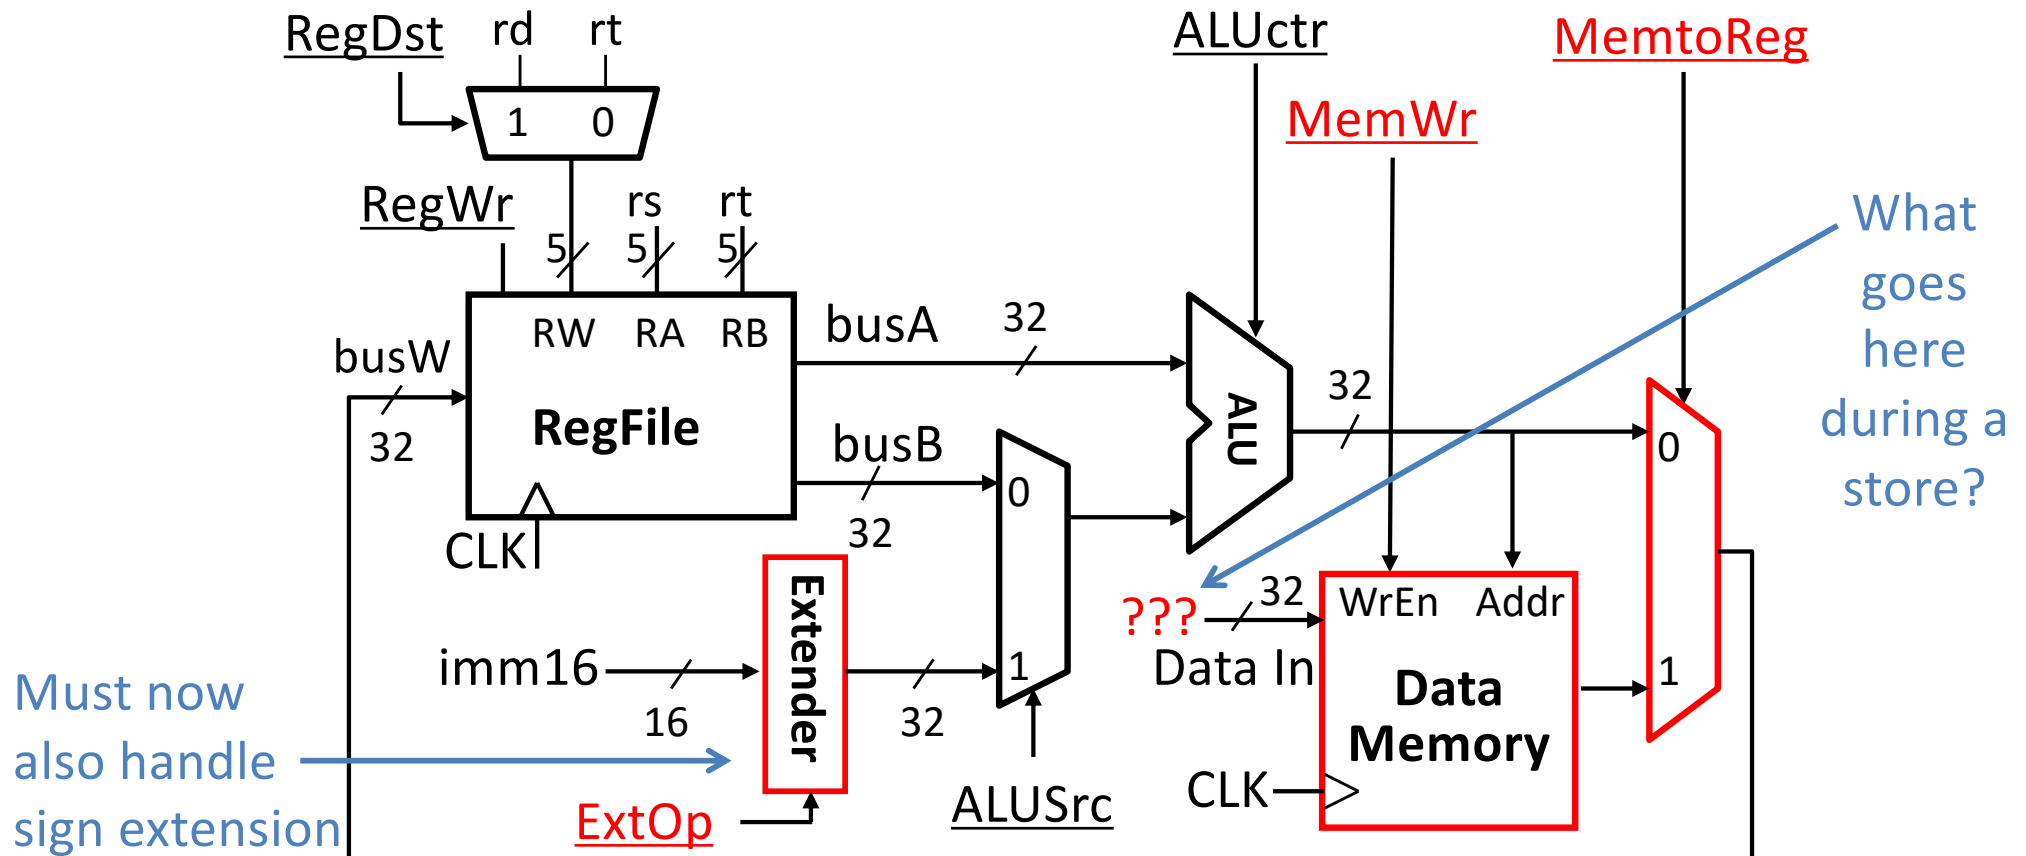 RegDst
rd
rt
ALUctr
MemtoReg
1
0
MemWr
RegWr
rs
rt
5
5
5
What
goes
here
during a
store?
busW
32
RW
RA
RB
RegFile
CLK
busA
32
busB
32
0
1
ALU
32
0
1
Extender
imm16
16
32
???
32
Data In
WrEn
Addr
Data
Memory
CLK
ExtOp
ALUSrc
Must now
also handle
sign extension